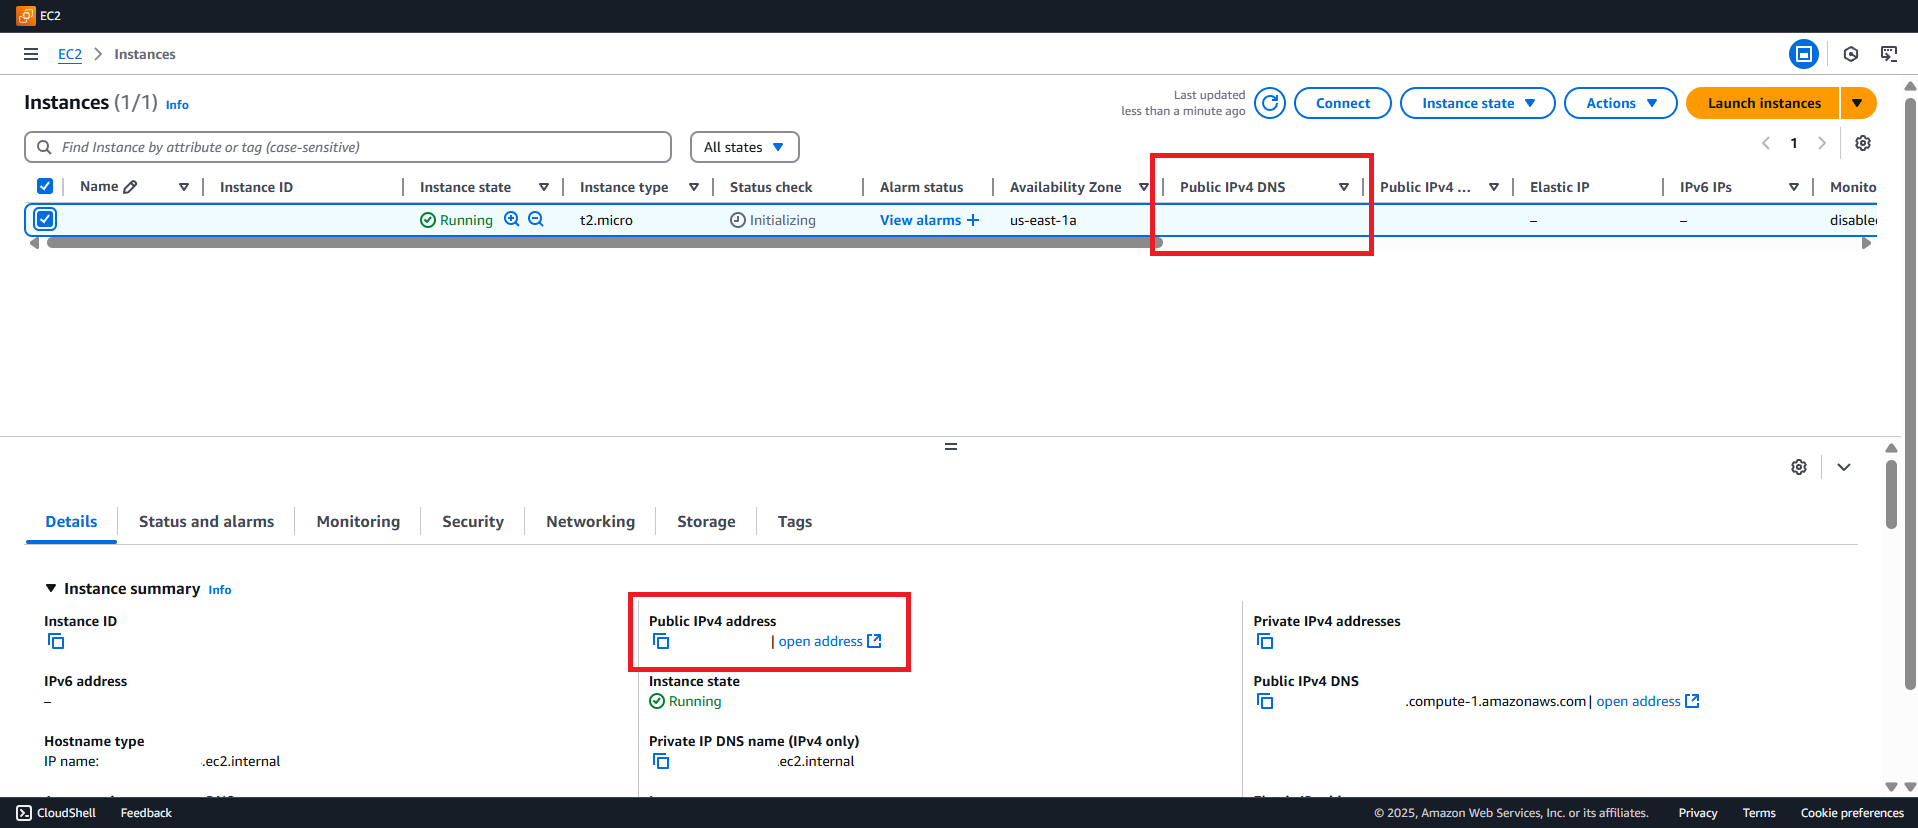 EC2
EC2 Instances
Instances (1/1) Info
Last updated
less than a minute ago
Connect
Instance state
Actions
Launch instances
Find Instance by attribute or tag (case-sensitive)
All states
1
Name Instance ID Instance state Instance type Status check Alarm status Availability Zone Public IPv4 DNS Public IPv4 ... Elastic IP IPv6 IPs Monito
Running t2.micro Initializing View alarms + us-east-1a – – disabled
Details Status and alarms Monitoring Security Networking Storage Tags
Instance summary Info
Instance ID
Public IPv4 address
| open address
Private IPv4 addresses
IPv6 address
–
Instance state
Running
Public IPv4 DNS
.compute-1.amazonaws.com | open address
Hostname type
IP name: .ec2.internal
Private IP DNS name (IPv4 only)
.ec2.internal
CloudShell Feedback © 2025, Amazon Web Services, Inc. or its affiliates. Privacy Terms Cookie preferences